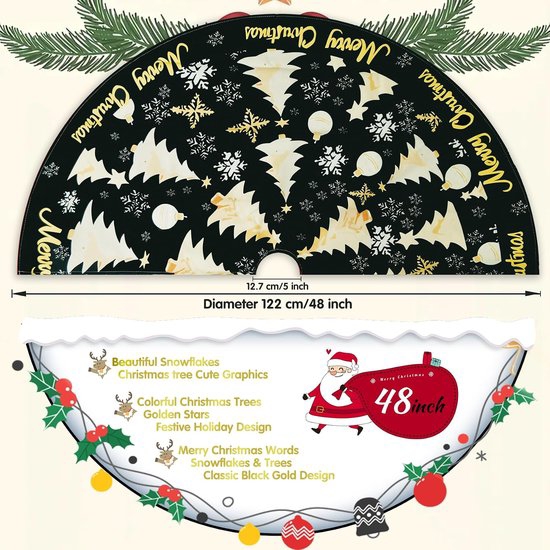 Merry Christmas
Merry Christmas
Merry Christmas
Merry
12.7 cm/5 inch
Diameter 122 cm/48 inch
Beautiful Snowflakes
Christmas tree Cute Graphics
Merry Christmas
48inch
Colorful Christmas Trees
Golden Stars
Festive Holiday Design
Merry Christmas Words
Snowflakes & Trees
Classic Black Gold Design